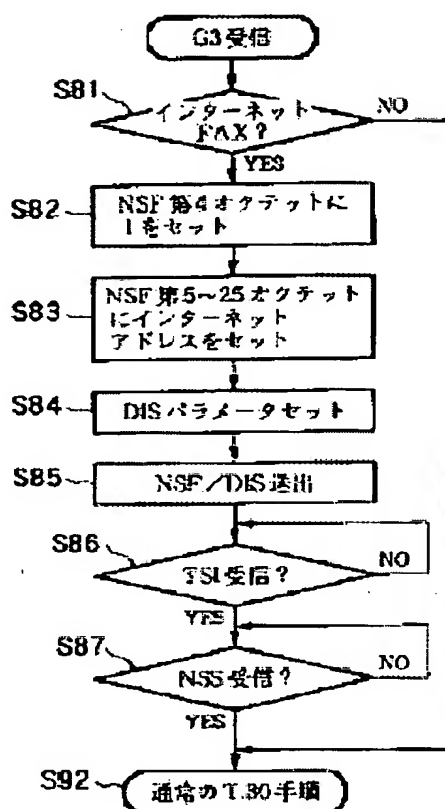 G3受信
S81
インターネット
FAX?
NO
YES
S82
NSF第4オクテットに
1をセット
S83
NSF第5~25オクテット
にインターネット
アドレスをセット
S84
DISパラメータセット
S85
NSF/DIS送出
S86
TSI受信?
NO
YES
S87
NSS受信?
NO
YES
S92
通常のT.30手順